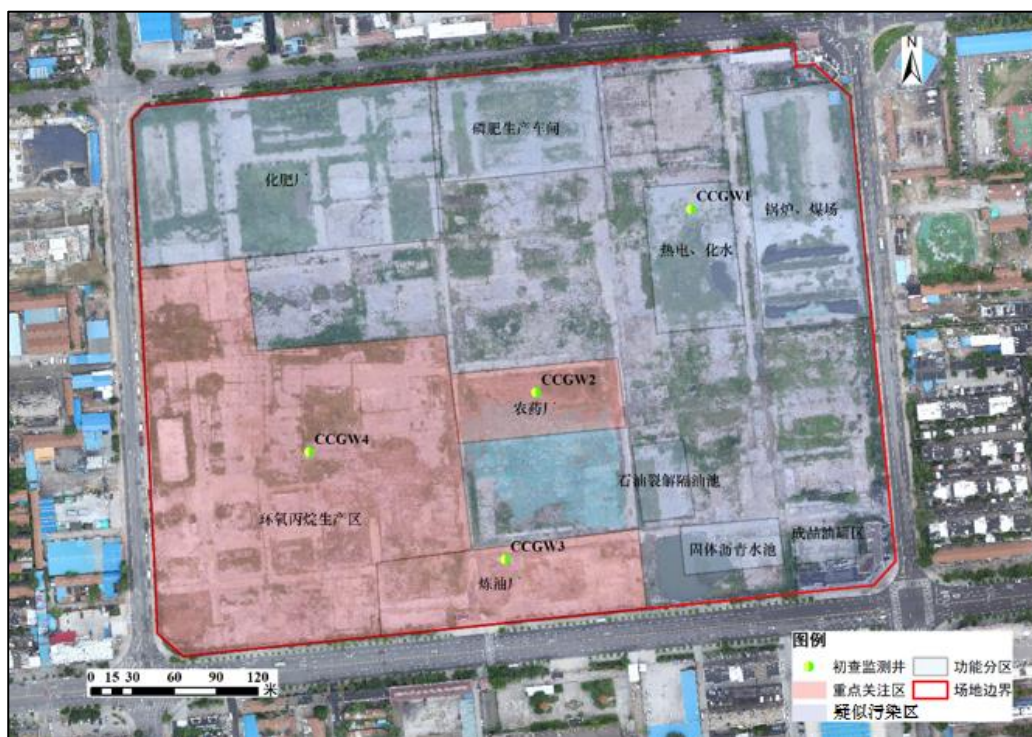 N
磷肥生产车间
化肥厂
CCGW1
锅炉、煤场
热电、化水
CCGW2
农药厂
CCGW4
石油裂解隔油池
环氧丙烷生产区
CCGW3
固体沥青水池
成品油罐区
炼油厂
图例
初查监测井
功能分区
重点关注区
场地边界
疑似污染区
0 15 30 60 90 120
米